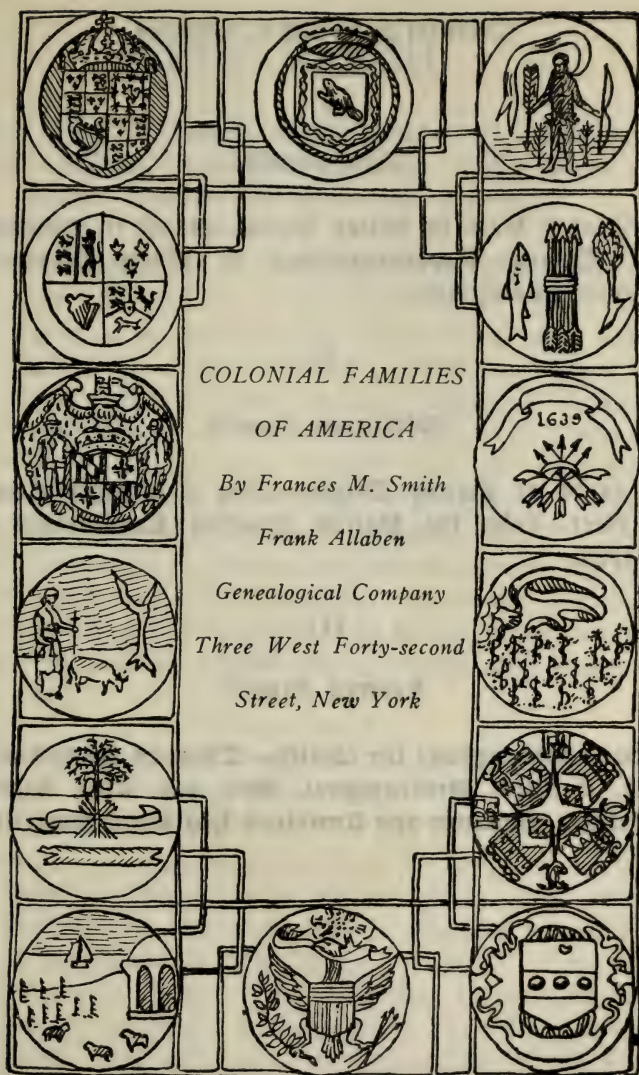 COLONIAL FAMILIES
OF AMERICA
By Frances M. Smith
Frank Allaben
Genealogical Company
Three West Forty-second
Street, New York
1639